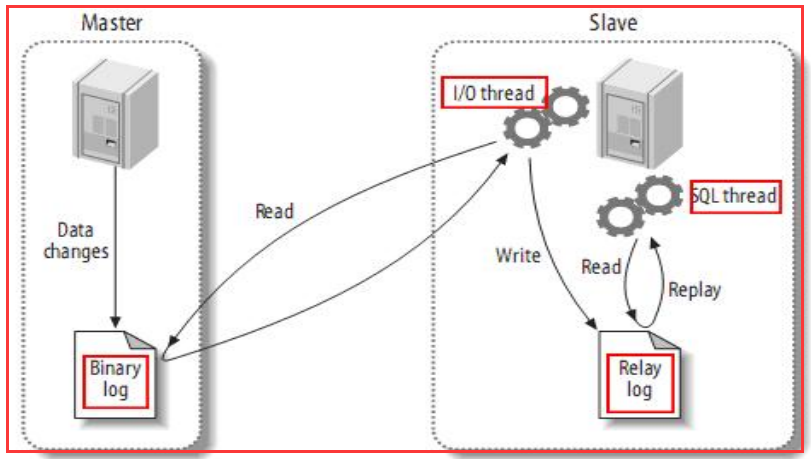 Master
Slave
I/O thread
SQL thread
Read
Data
changes
Write
Read
Replay
Binary
log
Relay
log